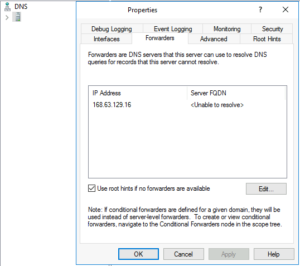 DNS
Properties
? ×
Debug Logging Event Logging Monitoring Security
Interfaces Forwarders Advanced Root Hints
Forwarders are DNS servers that this server can use to resolve DNS
queries for records that this server cannot resolve.
IP Address Server FQDN
168.63.129.16 <Unable to resolve>
Use root hints if no forwarders are available Edit...
Note: If conditional forwarders are defined for a given domain, they will be
used instead of server-level forwarders. To create or view conditional
forwarders, navigate to the Conditional Forwarders node in the scope tree.
OK Cancel Apply Help